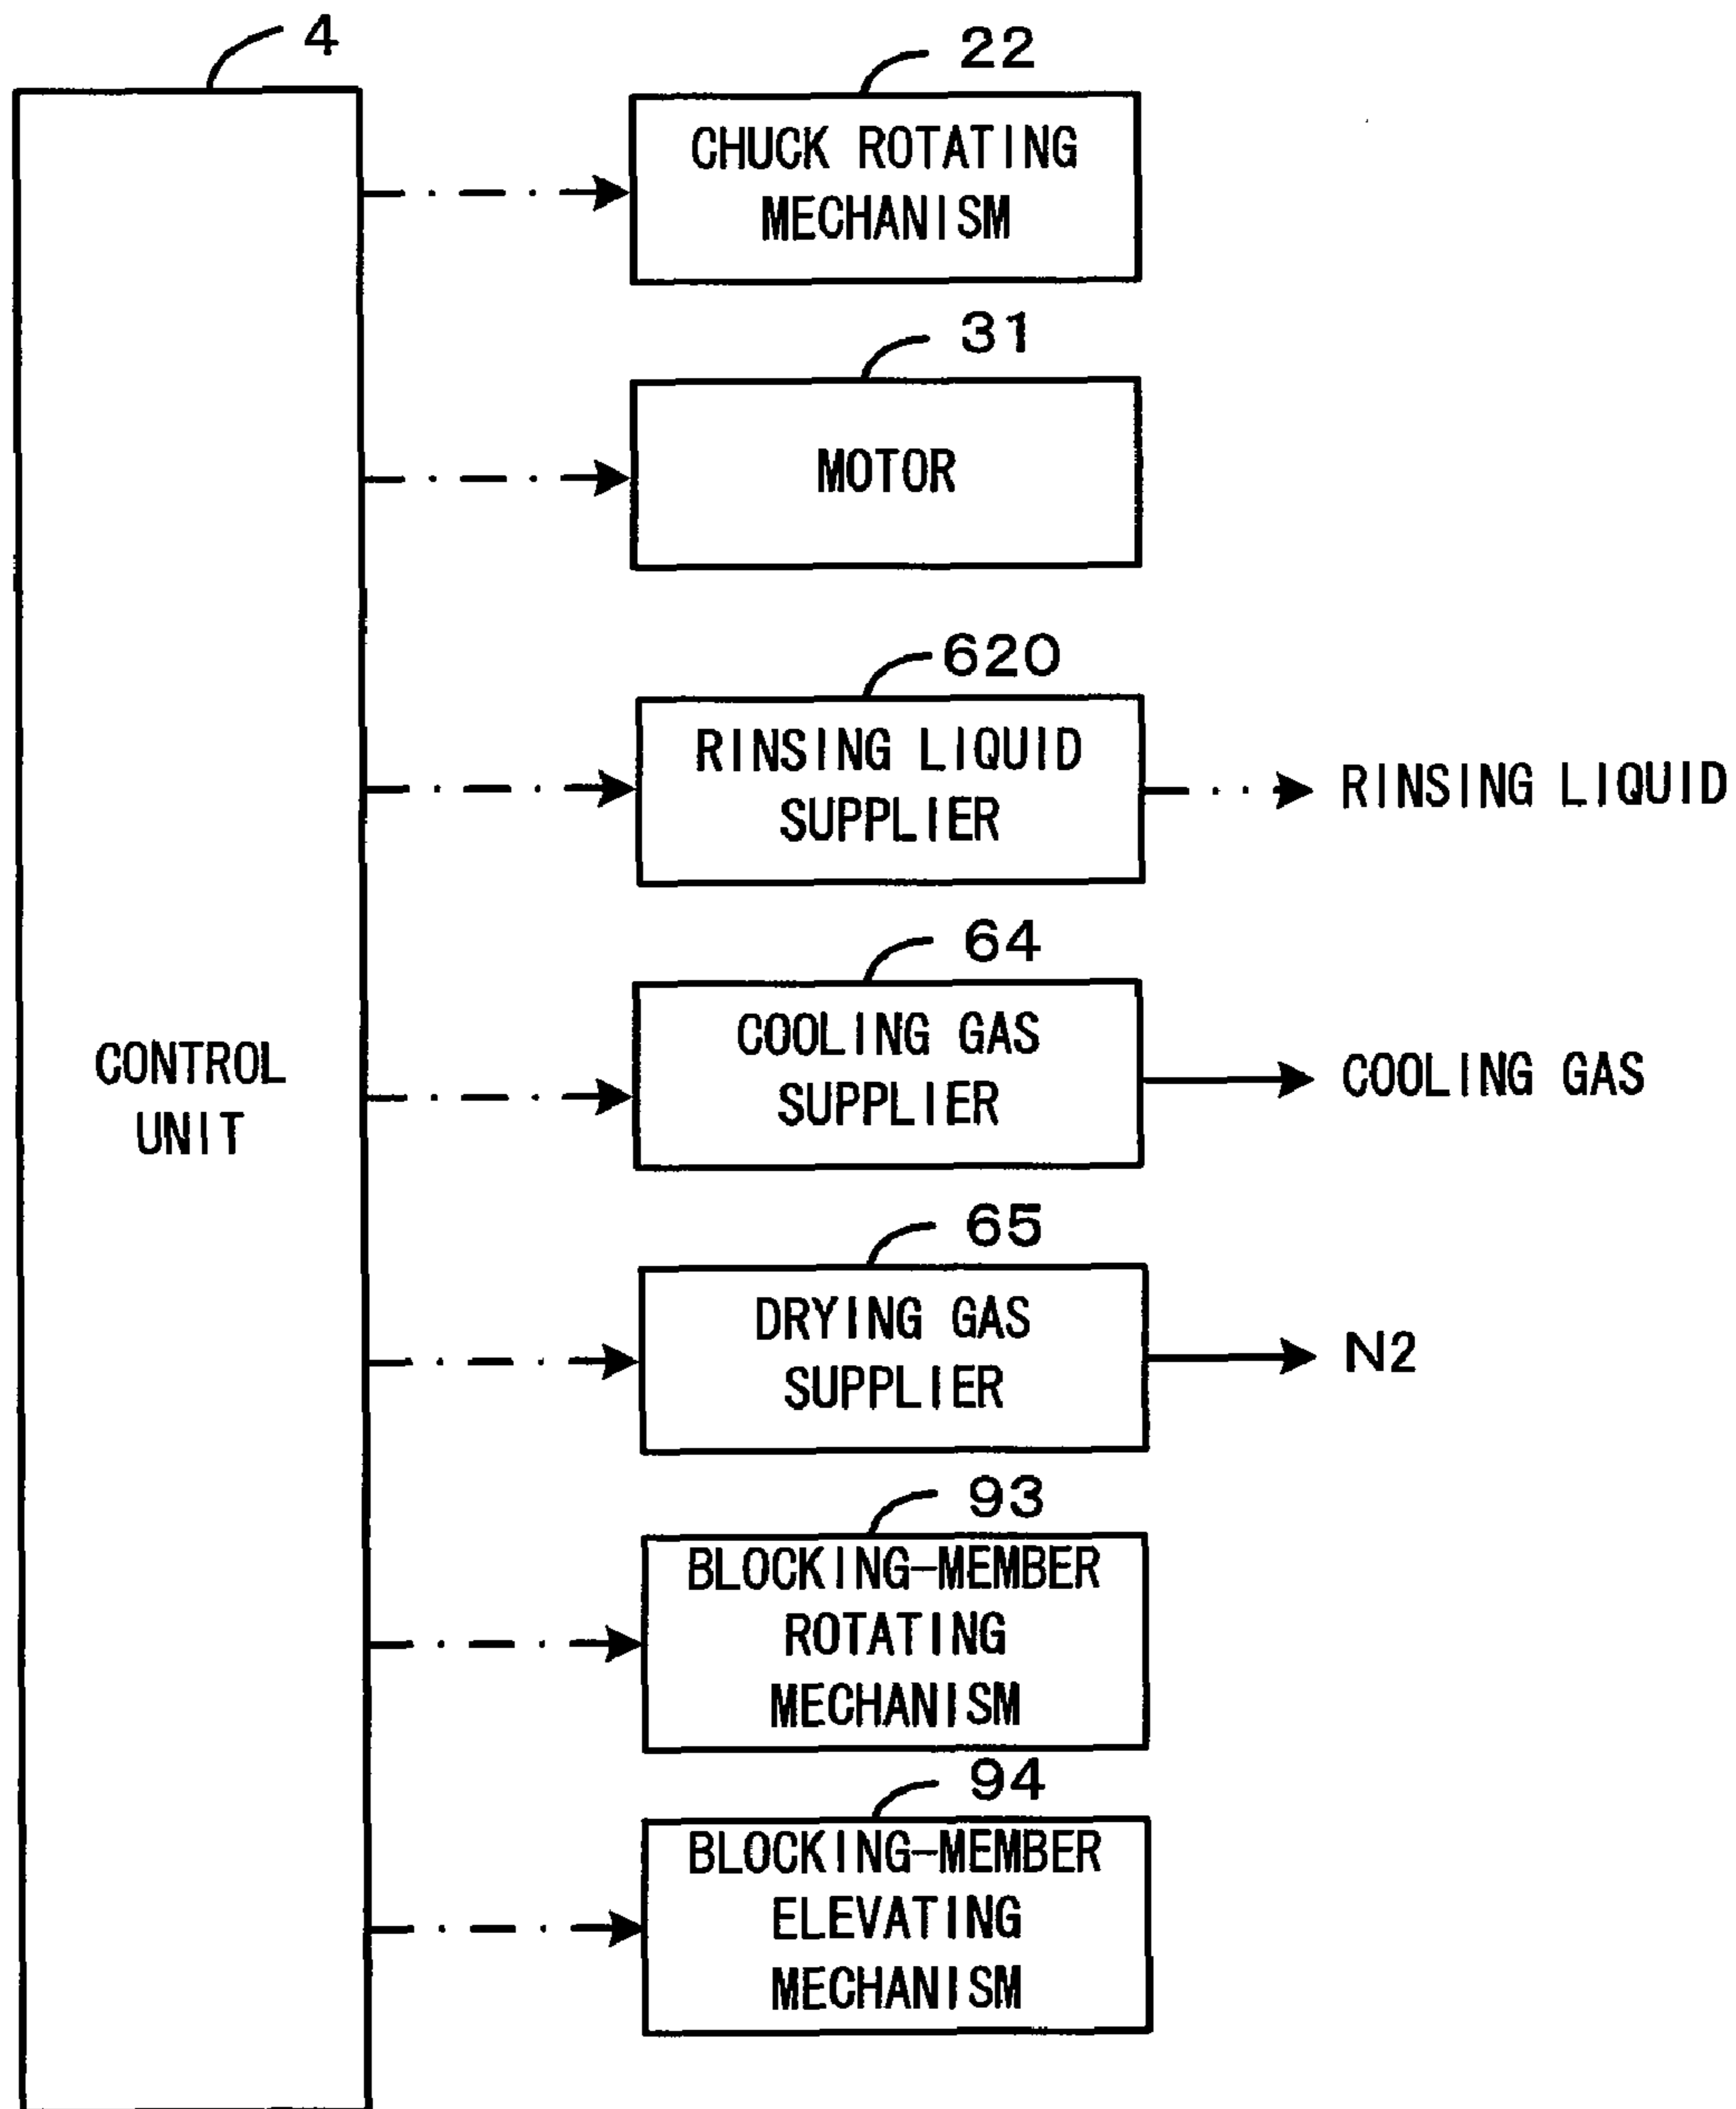 4
22
CHUCK ROTATING
MECHANISM
31
MOTOR
620
RINSING LIQUID
SUPPLIER
RINSING LIQUID
64
COOLING GAS
SUPPLIER
COOLING GAS
CONTROL
UNIT
65
DRYING GAS
SUPPLIER
N2
93
BLOCKING-MEMBER
ROTATING
MECHANISM
94
BLOCKING-MEMBER
ELEVATING
MECHANISM